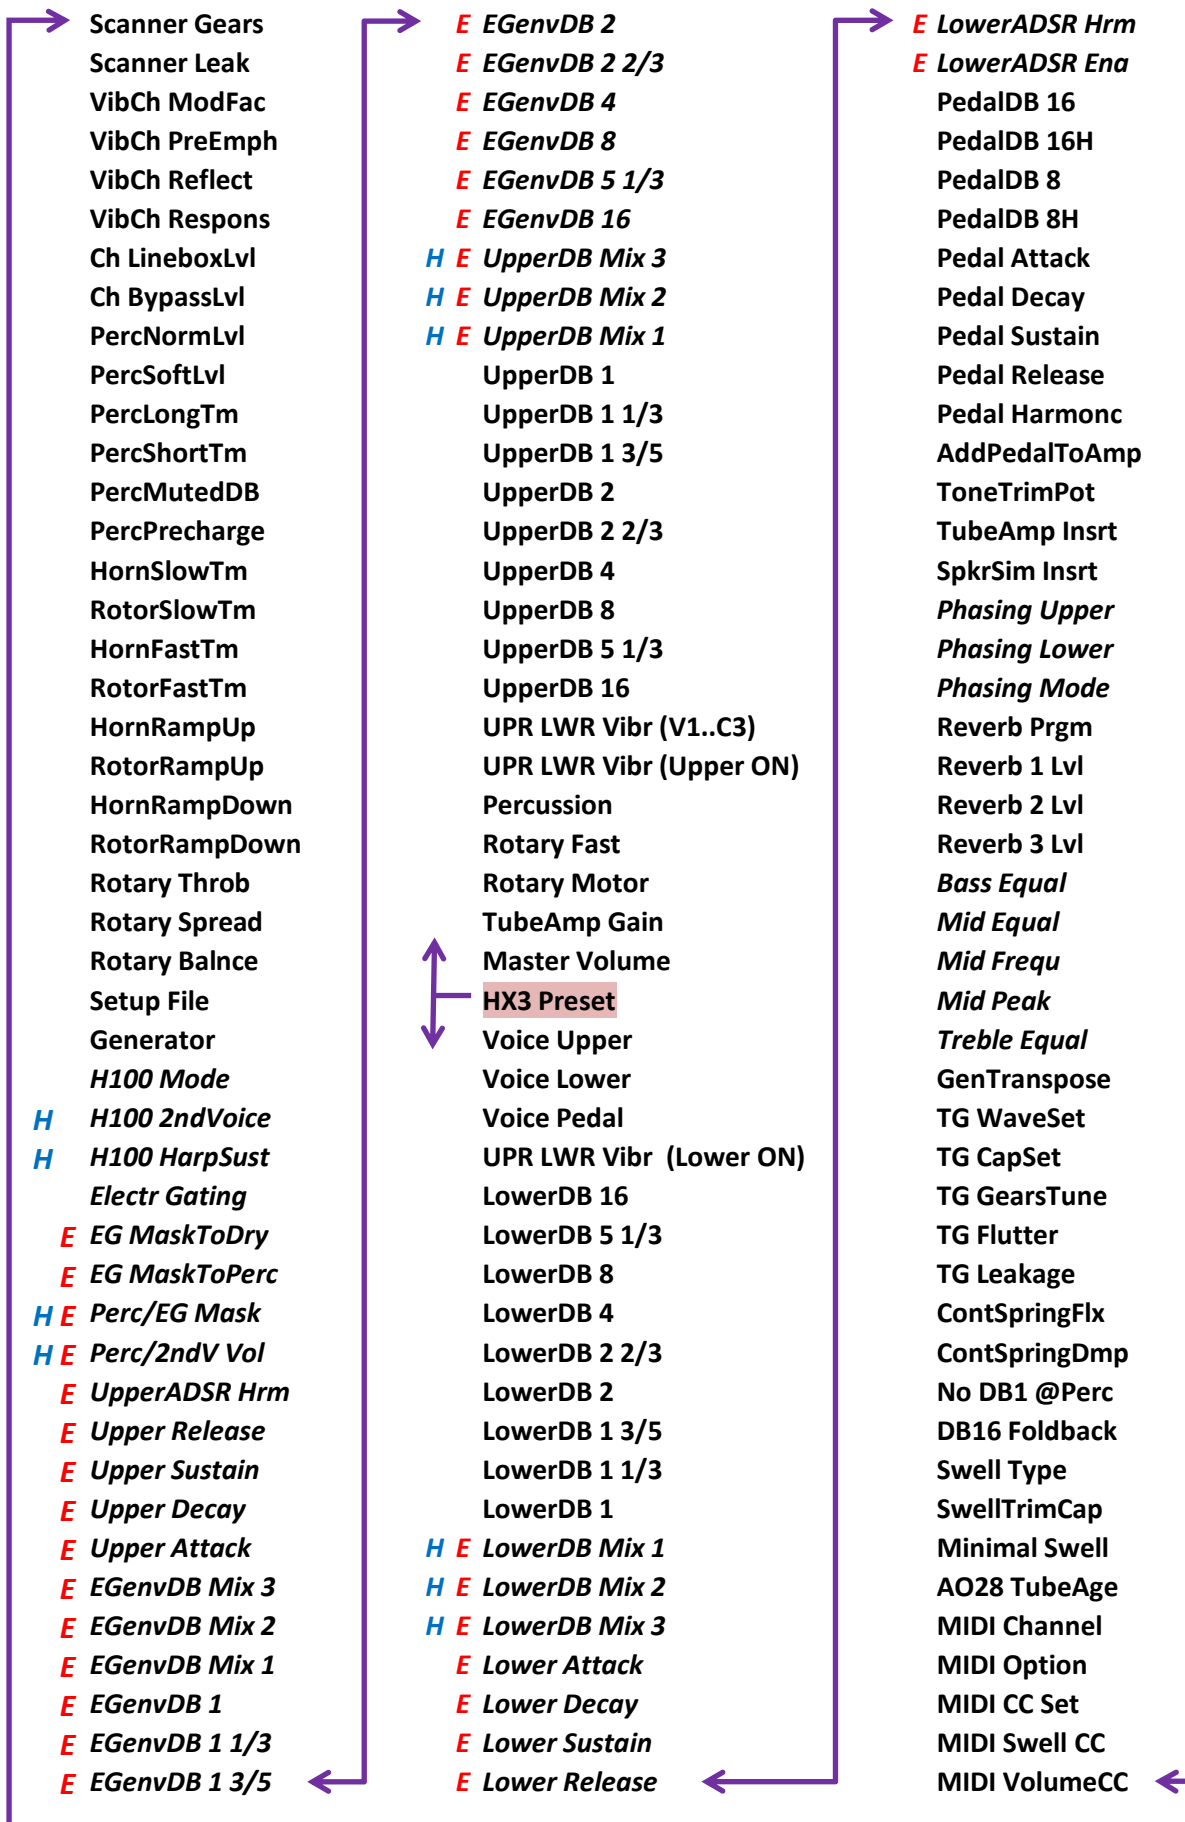 Scanner Gears
Scanner Leak
VibCh ModFac
VibCh PreEmph
VibCh Reflect
VibCh Respons
Ch LineboxLvl
Ch BypassLvl
PercNormLvl
PercSoftLvl
PercLongTm
PercShortTm
PercMutedDB
PercPrecharge
HornSlowTm
RotorSlowTm
HornFastTm
RotorFastTm
HornRampUp
RotorRampUp
HornRampDown
RotorRampDown
Rotary Throb
Rotary Spread
Rotary Balnce
Setup File
Generator
H100 Mode
H H100 2ndVoice
H H100 HarpSust
Electr Gating
E EG MaskToDry
E EG MaskToPerc
H E Perc/EG Mask
H E Perc/2ndV Vol
E UpperADSR Hrm
E Upper Release
E Upper Sustain
E Upper Decay
E Upper Attack
E EGenvDB Mix 3
E EGenvDB Mix 2
E EGenvDB Mix 1
E EGenvDB 1
E EGenvDB 1 1/3
E EGenvDB 1 3/5
E EGenvDB 2
E EGenvDB 2 2/3
E EGenvDB 4
E EGenvDB 8
E EGenvDB 5 1/3
E EGenvDB 16
H E UpperDB Mix 3
H E UpperDB Mix 2
H E UpperDB Mix 1
UpperDB 1
UpperDB 1 1/3
UpperDB 1 3/5
UpperDB 2
UpperDB 2 2/3
UpperDB 4
UpperDB 8
UpperDB 5 1/3
UpperDB 16
UPR LWR Vibr (V1..C3)
UPR LWR Vibr (Upper ON)
Percussion
Rotary Fast
Rotary Motor
TubeAmp Gain
Master Volume
HX3 Preset
Voice Upper
Voice Lower
Voice Pedal
UPR LWR Vibr (Lower ON)
LowerDB 16
LowerDB 5 1/3
LowerDB 8
LowerDB 4
LowerDB 2 2/3
LowerDB 2
LowerDB 1 3/5
LowerDB 1 1/3
LowerDB 1
H E LowerDB Mix 1
H E LowerDB Mix 2
H E LowerDB Mix 3
E Lower Attack
E Lower Decay
E Lower Sustain
E Lower Release
E LowerADSR Hrm
E LowerADSR Ena
PedalDB 16
PedalDB 16H
PedalDB 8
PedalDB 8H
Pedal Attack
Pedal Decay
Pedal Sustain
Pedal Release
Pedal Harmonc
AddPedalToAmp
ToneTrimPot
TubeAmp Insrt
SpkrSim Insrt
Phasing Upper
Phasing Lower
Phasing Mode
Reverb Prgm
Reverb 1 Lvl
Reverb 2 Lvl
Reverb 3 Lvl
Bass Equal
Mid Equal
Mid Frequ
Mid Peak
Treble Equal
GenTranspose
TG WaveSet
TG CapSet
TG GearsTune
TG Flutter
TG Leakage
ContSpringFlx
ContSpringDmp
No DB1 @Perc
DB16 Foldback
Swell Type
SwellTrimCap
Minimal Swell
AO28 TubeAge
MIDI Channel
MIDI Option
MIDI CC Set
MIDI Swell CC
MIDI VolumeCC